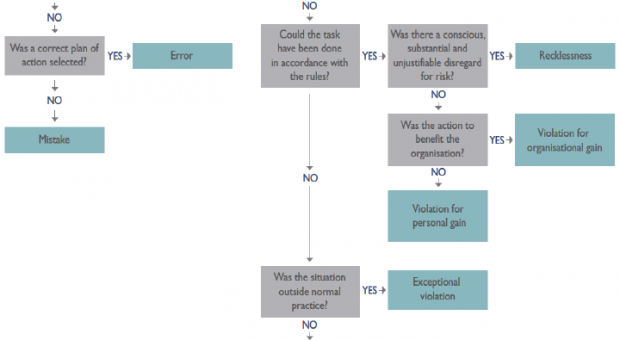 NO
Was a correct plan of
action selected?
YES
Error
NO
Mistake
NO
Could the task
have been done
in accordance with
the rules?
YES
Was there a conscious,
substantial and
unjustifiable disregard
for risk?
YES
Recklessness
NO
Was the action to
benefit the
organisation?
YES
Violation for
organisational gain
NO
Violation for
personal gain
NO
Was the situation
outside normal
practice?
YES
Exceptional
violation
NO